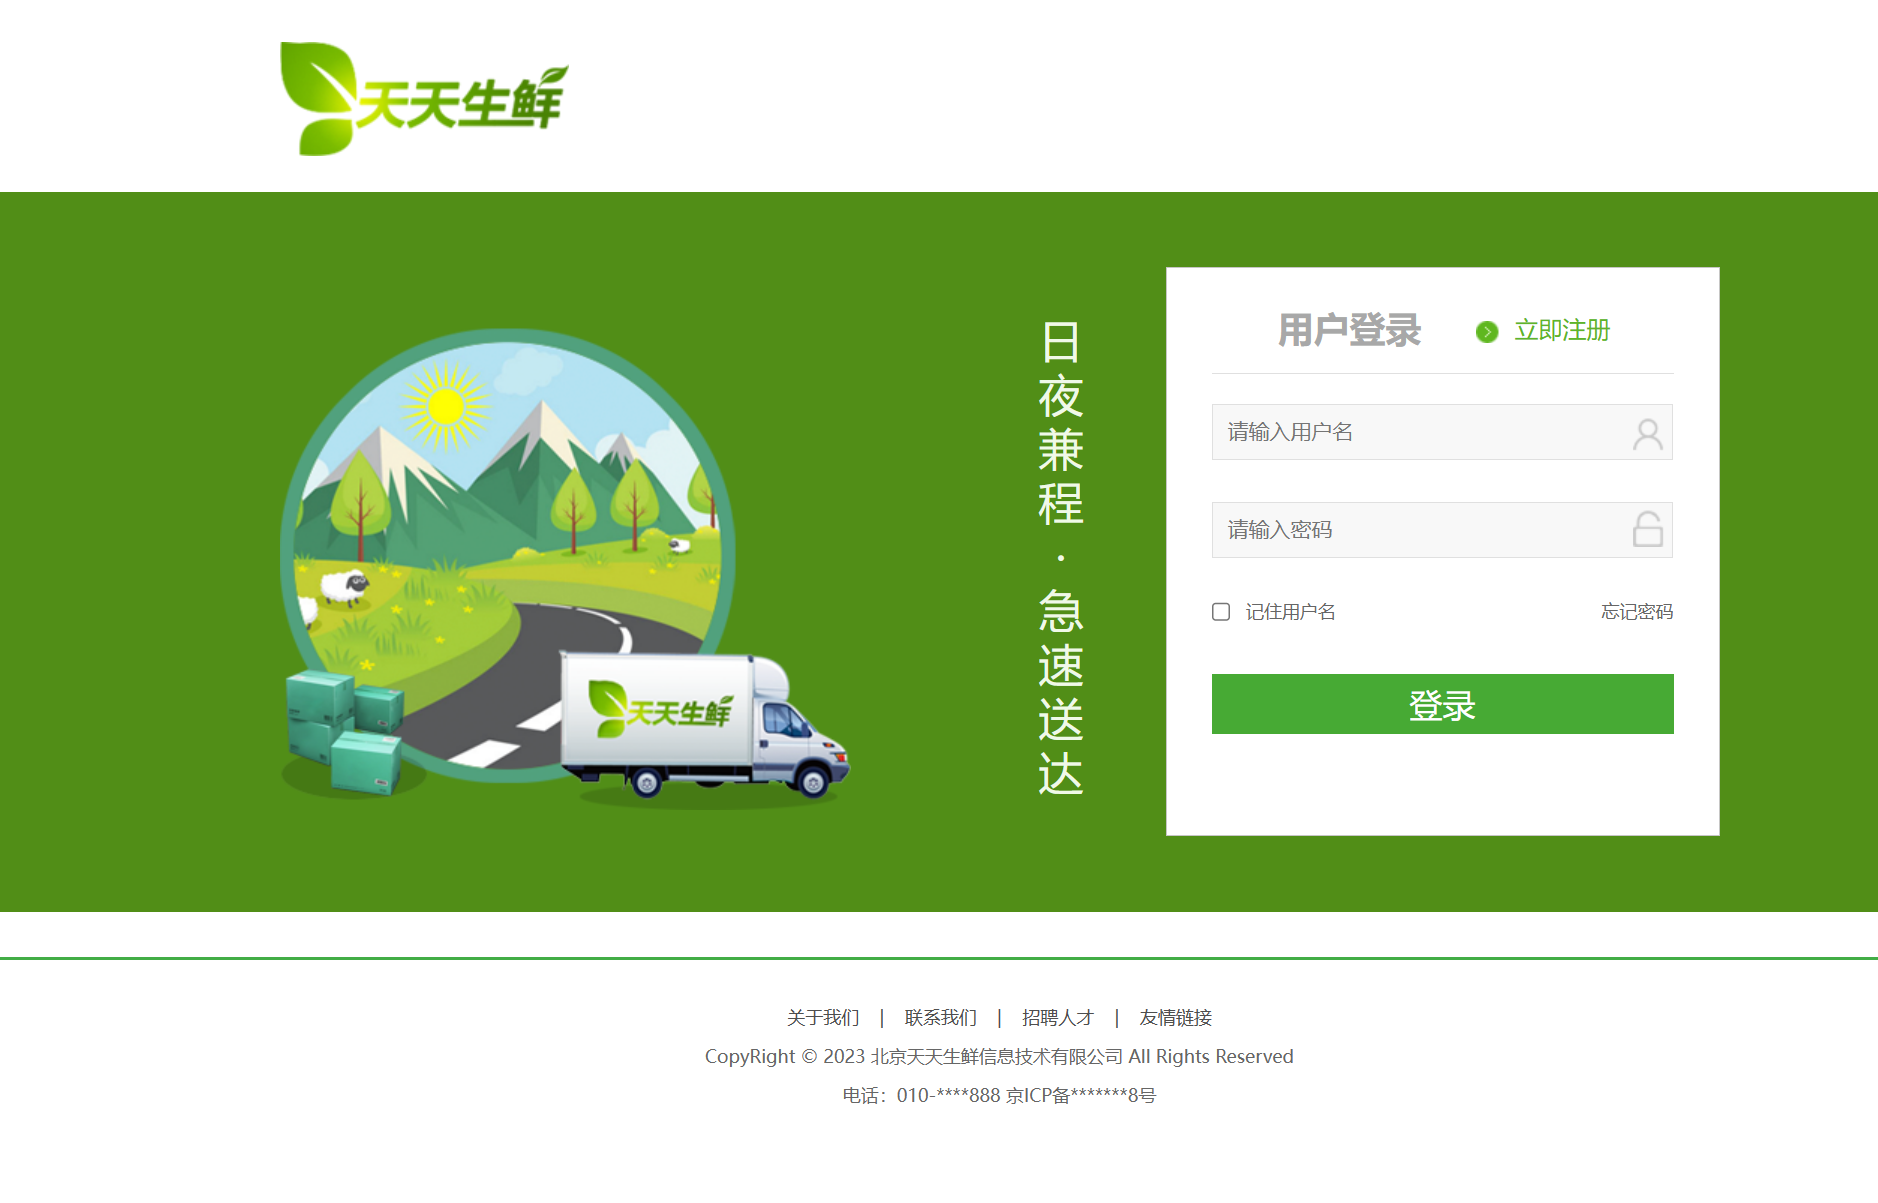 天天生鲜
日夜兼程·急速送达
天天生鲜
用户登录 立即注册
请输入用户名
请输入密码
记住用户名 忘记密码
登录
关于我们 | 联系我们 | 招聘人才 | 友情链接
CopyRight © 2023 北京天天生鲜信息技术有限公司 All Rights Reserved
电话：010-****888 京ICP备*******8号